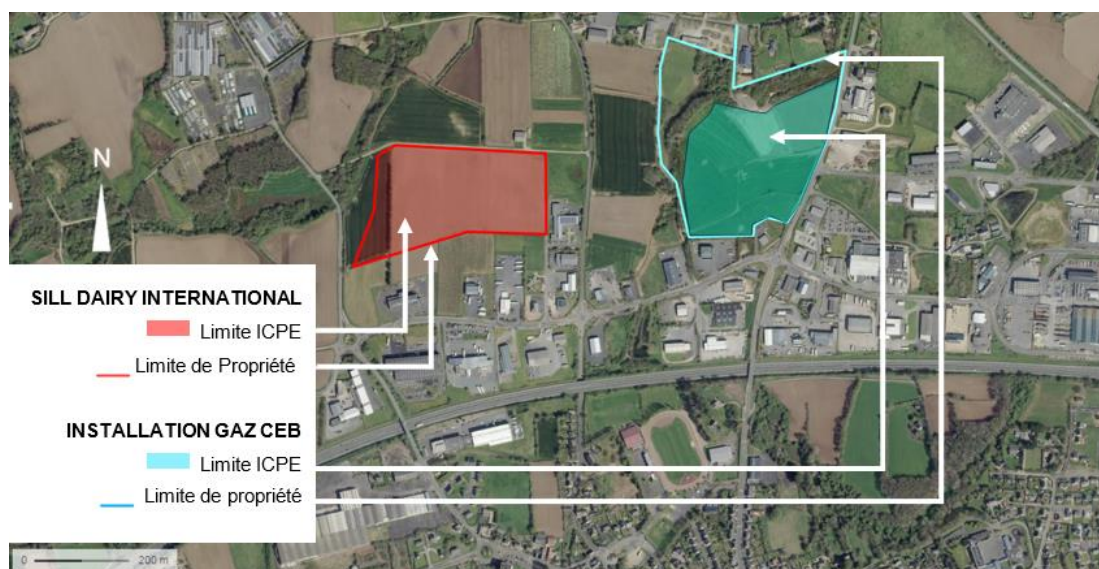 N
SILL DAIRY INTERNATIONAL
Limite ICPE
Limite de Propriété
INSTALLATION GAZ CEB
Limite ICPE
Limite de propriété
0 200 m